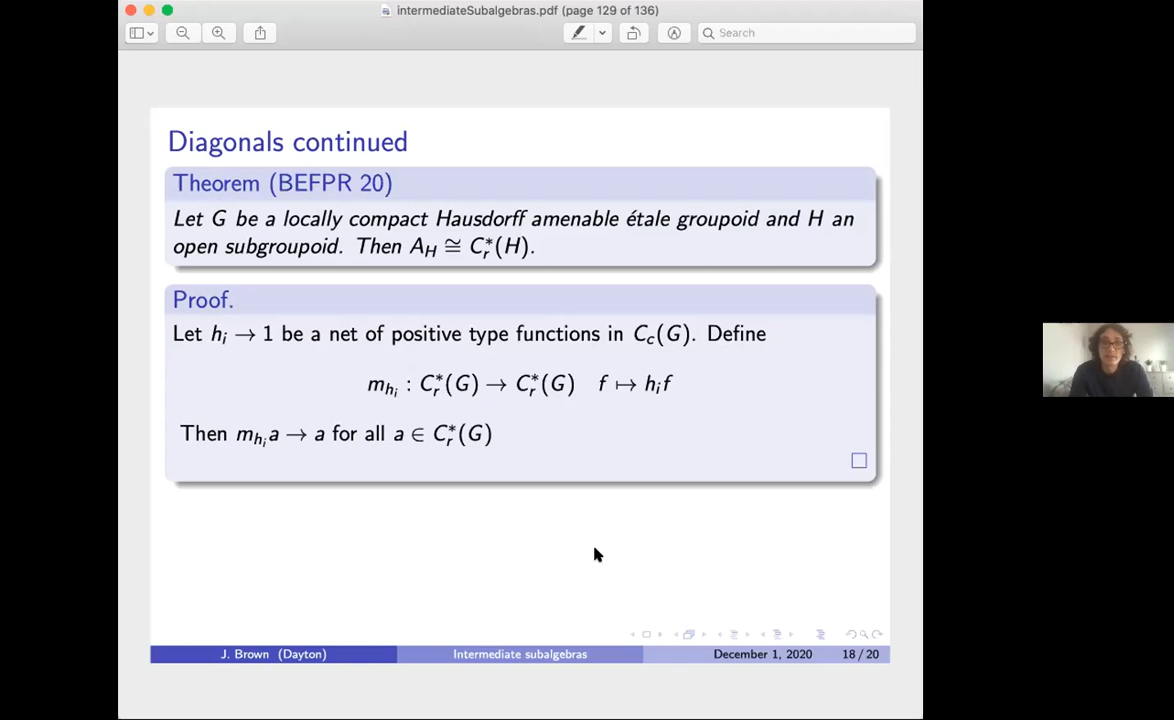 intermediateSubalgebras.pdf (page 129 of 136)
Search
Diagonals continued
Theorem (BEFPR 20)
Let G be a locally compact Hausdorff amenable étale groupoid and H an
open subgroupoid. Then A_H ≅ C*_r(H).
Proof.
Let h_i → 1 be a net of positive type functions in C_c(G). Define
m_{h_i} : C*_r(G) → C*_r(G) f ↦ h_i f
Then m_{h_i} a → a for all a ∈ C*_r(G)
J. Brown (Dayton) Intermediate subalgebras December 1, 2020 18 / 20